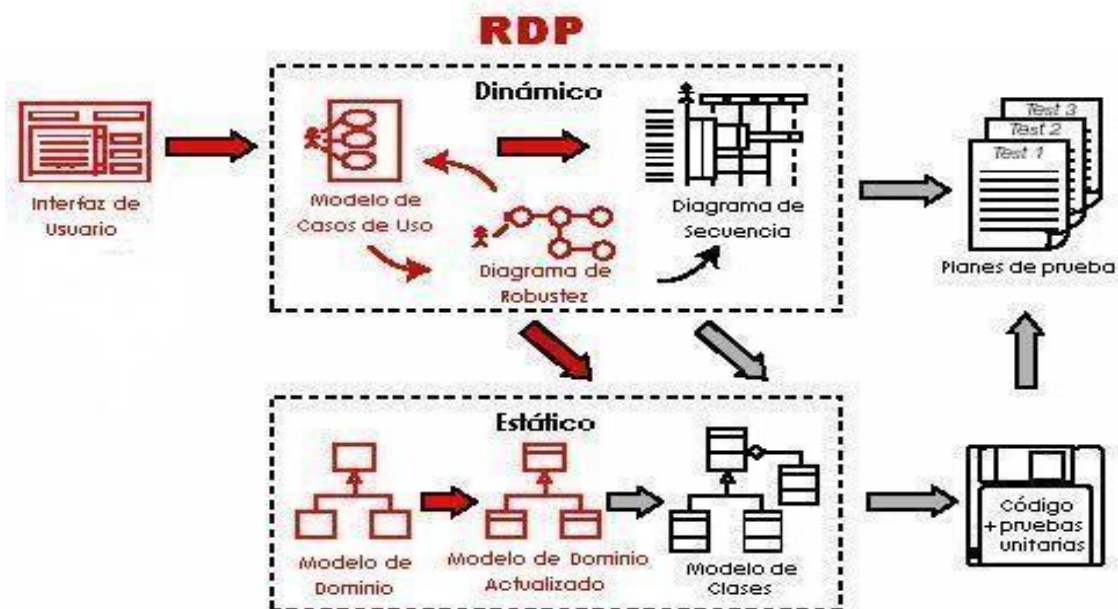 RDP
Dinámico
Interfaz de
Usuario
Modelo de
Casos de Uso
Diagrama de
Robustez
Diagrama de
Secuencia
Test 3
Test 2
Test 1
Planes de prueba
Estático
Modelo de
Dominio
Modelo de Dominio
Actualizado
Modelo de
Clases
Código
+ pruebas
unitarias